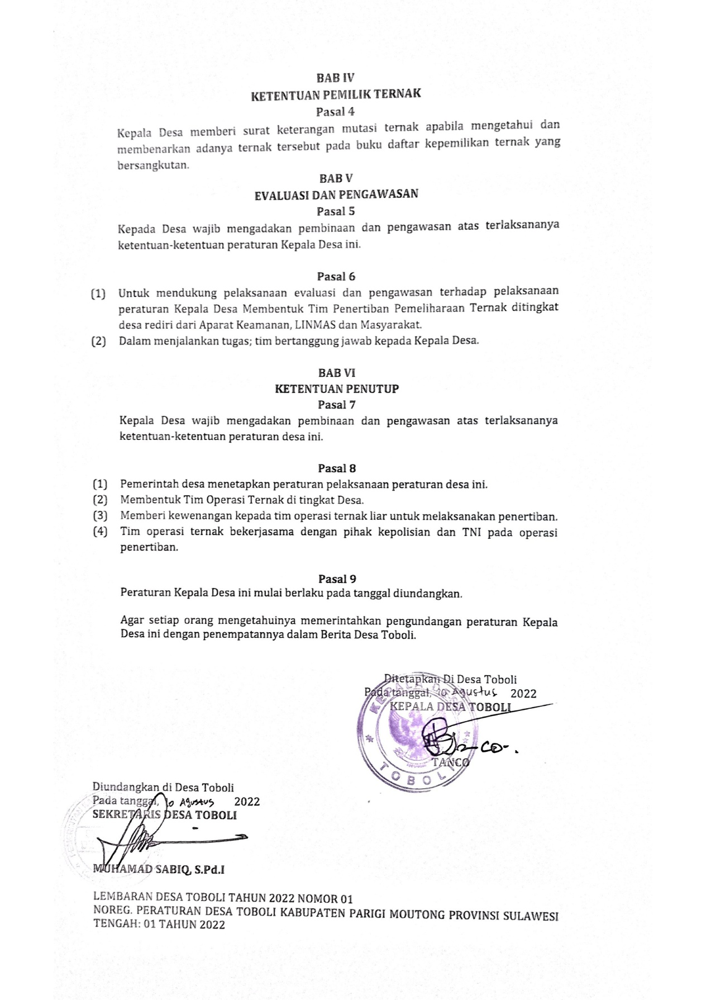 BAB IV
KETENTUAN PEMILIK TERNAK
Pasal 4
Kepala Desa memberi surat keterangan mutasi ternak apabila mengetahui dan
membenarkan adanya ternak tersebut pada buku daftar kepemilikan ternak yang
bersangkutan.
BAB V
EVALUASI DAN PENGAWASAN
Pasal 5
Kepada Desa wajib mengadakan pembinaan dan pengawasan atas terlaksananya
ketentuan-ketentuan peraturan Kepala Desa ini.
Pasal 6
(1) Untuk mendukung pelaksanaan evaluasi dan pengawasan terhadap pelaksanaan
peraturan Kepala Desa Membentuk Tim Penertiban Pemeliharaan Ternak ditingkat
desa rediri dari Aparat Keamanan, LINMAS dan Masyarakat.
(2) Dalam menjalankan tugas; tim bertanggung jawab kepada Kepala Desa.
BAB VI
KETENTUAN PENUTUP
Pasal 7
Kepala Desa wajib mengadakan pembinaan dan pengawasan atas terlaksananya
ketentuan-ketentuan peraturan desa ini.
Pasal 8
(1) Pemerintah desa menetapkan peraturan pelaksanaan peraturan desa ini.
(2) Membentuk Tim Operasi Ternak di tingkat Desa.
(3) Memberi kewenangan kepada tim operasi ternak liar untuk melaksanakan penertiban.
(4) Tim operasi ternak bekerjasama dengan pihak kepolisian dan TNI pada operasi
penertiban.
Pasal 9
Peraturan Kepala Desa ini mulai berlaku pada tanggal diundangkan.
Agar setiap orang mengetahuinya memerintahkan pengundangan peraturan Kepala
Desa ini dengan penempatannya dalam Berita Desa Toboli.
Ditetapkan Di Desa Toboli
Pada tanggal, 10 Agustus 2022
KEPALA DESA TOBOLI
KEPALA DESA
TOBOLI
TANCO
Diundangkan di Desa Toboli
Pada tanggal, 10 Agustus 2022
SEKRETARIS DESA TOBOLI
MUHAMAD SABIQ, S.Pd.I
LEMBARAN DESA TOBOLI TAHUN 2022 NOMOR 01
NOREG. PERATURAN DESA TOBOLI KABUPATEN PARIGI MOUTONG PROVINSI SULAWESI
TENGAH: 01 TAHUN 2022